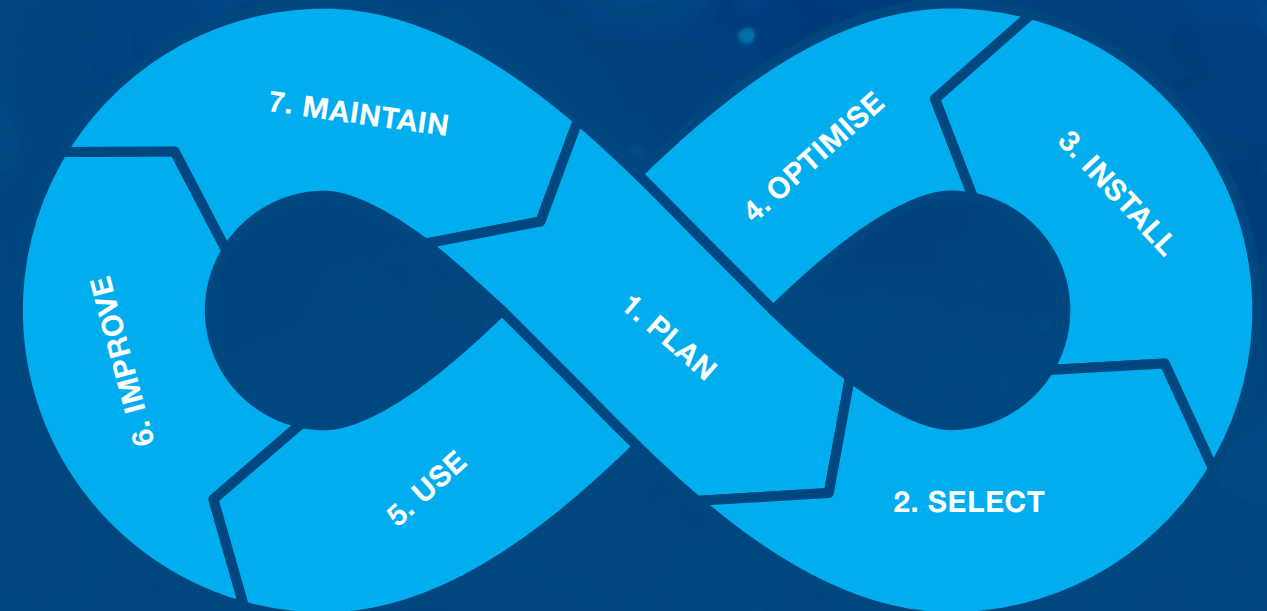 1. PLAN
2. SELECT
3. INSTALL
4. OPTIMISE
5. USE
6. IMPROVE
7. MAINTAIN